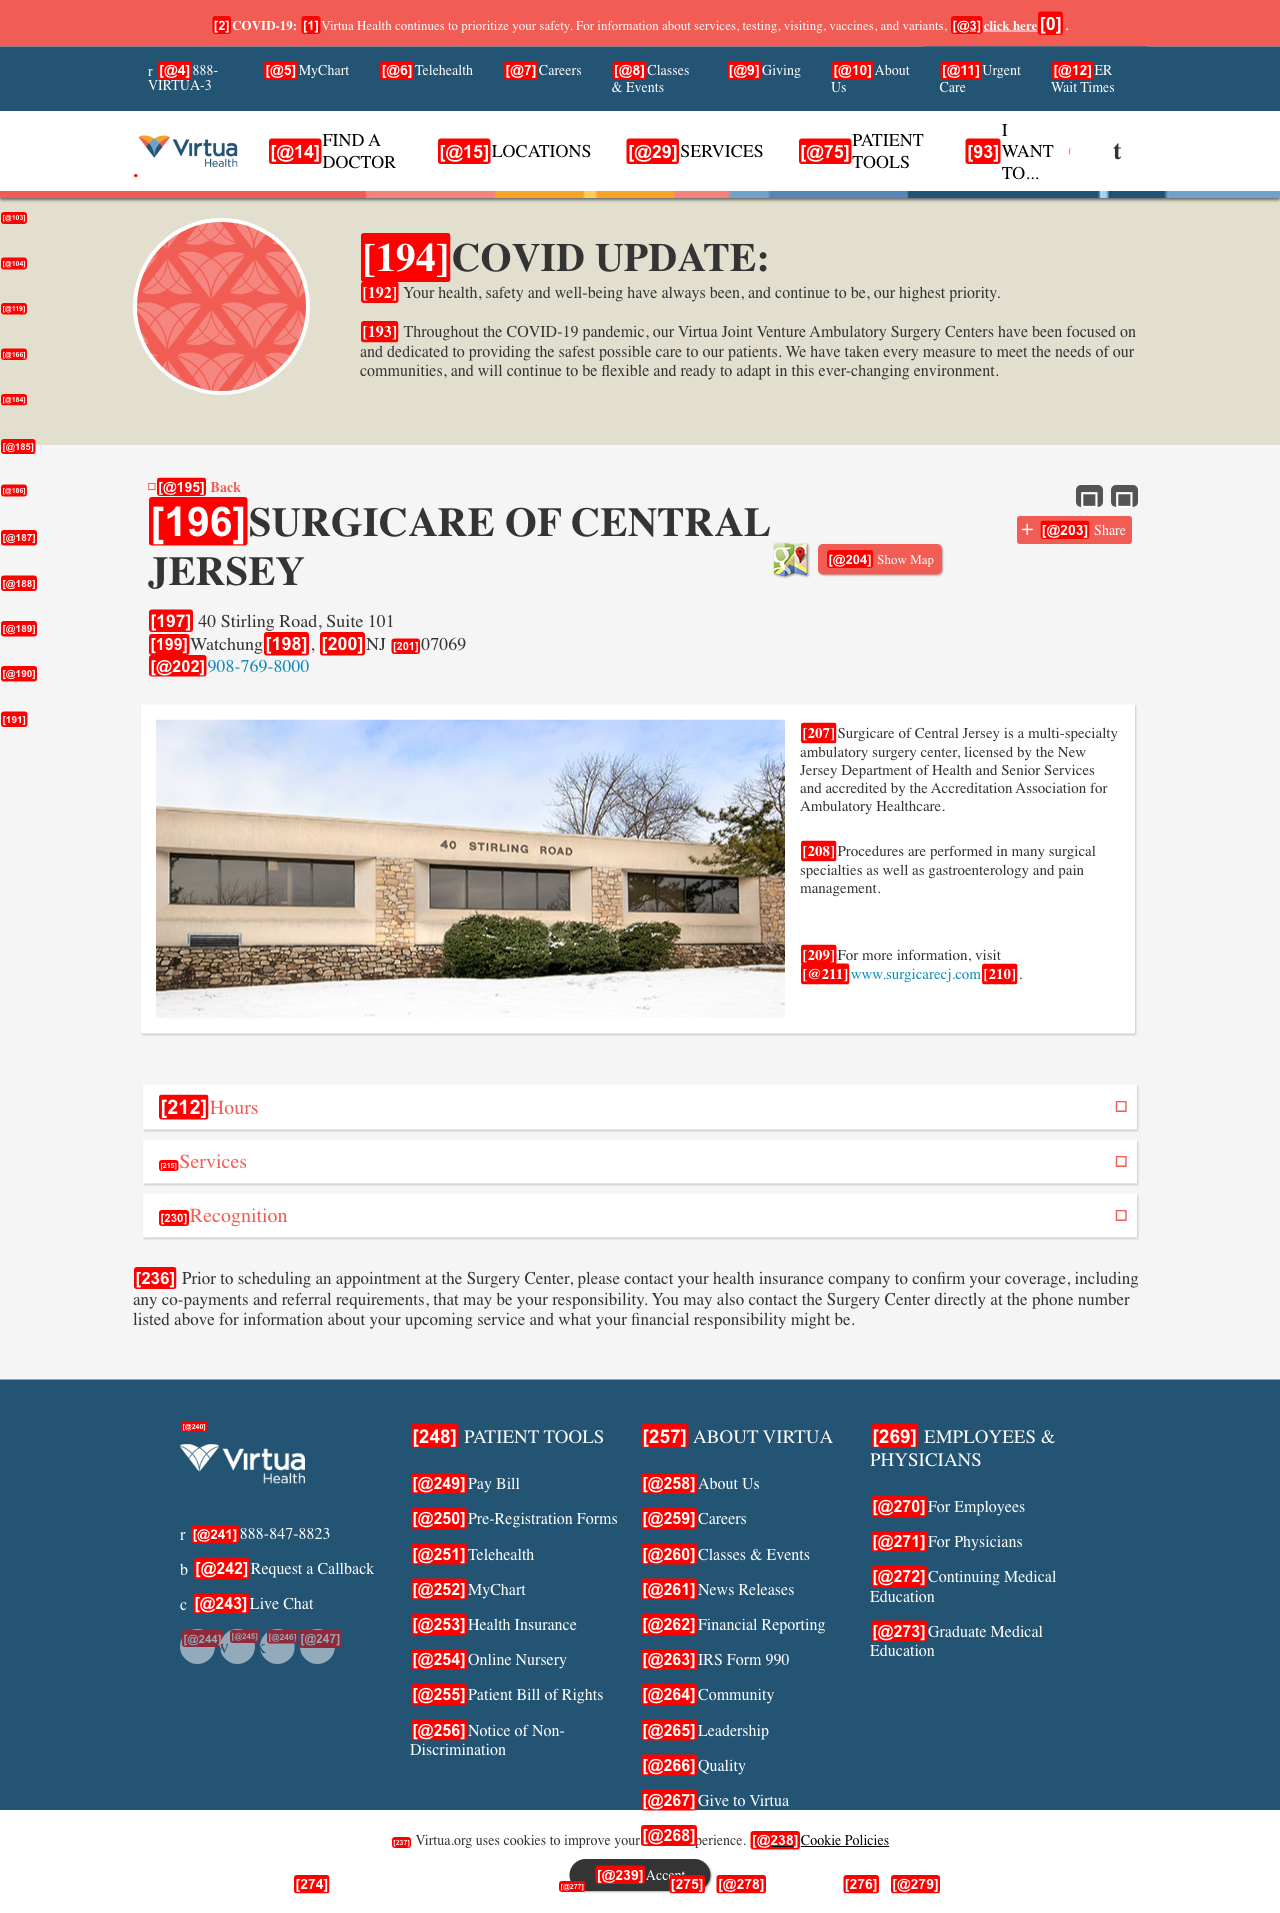 [2] COVID-19: [1] Virtua Health continues to prioritize your safety. For information about services, testing, visiting, vaccines, and variants, [@3] click here [0] .
r [@4] 888-VIRTUA-3
[@5] MyChart
[@6] Telehealth
[@7] Careers
[@8] Classes & Events
[@9] Giving
[@10] About Us
[@11] Urgent Care
[@12] ER Wait Times
Virtua Health
[@14] FIND A DOCTOR
[@15] LOCATIONS
[@29] SERVICES
[@75] PATIENT TOOLS
[93] I WANT TO...
f
t
[@103]
[@104]
[@119]
[@166]
[@184]
[@185]
[@186]
[@187]
[@188]
[@189]
[@190]
[191]
[194] COVID UPDATE:
[192] Your health, safety and well-being have always been, and continue to be, our highest priority.
[193] Throughout the COVID-19 pandemic, our Virtua Joint Venture Ambulatory Surgery Centers have been focused on
and dedicated to providing the safest possible care to our patients. We have taken every measure to meet the needs of our
communities, and will continue to be flexible and ready to adapt in this ever-changing environment.
[@195] Back
[196] SURGICARE OF CENTRAL
JERSEY
+ [@203] Share
[@204] Show Map
[197] 40 Stirling Road, Suite 101
[199] Watchung [198] , [200] NJ [201] 07069
[@202] 908-769-8000
40 STIRLING ROAD
[207] Surgicare of Central Jersey is a multi-specialty
ambulatory surgery center, licensed by the New
Jersey Department of Health and Senior Services
and accredited by the Accreditation Association for
Ambulatory Healthcare.
[208] Procedures are performed in many surgical
specialties as well as gastroenterology and pain
management.
[209] For more information, visit
[@211] www.surgicarecj.com [210] .
[212] Hours
[215] Services
[230] Recognition
[236] Prior to scheduling an appointment at the Surgery Center, please contact your health insurance company to confirm your coverage, including
any co-payments and referral requirements, that may be your responsibility. You may also contact the Surgery Center directly at the phone number
listed above for information about your upcoming service and what your financial responsibility might be.
[@240]
Virtua Health
r [@241] 888-847-8823
b [@242] Request a Callback
c [@243] Live Chat
[@244] v [@245] [@246] [@247]
[248] PATIENT TOOLS
[@249] Pay Bill
[@250] Pre-Registration Forms
[@251] Telehealth
[@252] MyChart
[@253] Health Insurance
[@254] Online Nursery
[@255] Patient Bill of Rights
[@256] Notice of Non-
Discrimination
[257] ABOUT VIRTUA
[@258] About Us
[@259] Careers
[@260] Classes & Events
[@261] News Releases
[@262] Financial Reporting
[@263] IRS Form 990
[@264] Community
[@265] Leadership
[@266] Quality
[@267] Give to Virtua
[@268]
[269] EMPLOYEES &
PHYSICIANS
[@270] For Employees
[@271] For Physicians
[@272] Continuing Medical
Education
[@273] Graduate Medical
Education
[237] Virtua.org uses cookies to improve your perience. [@238] Cookie Policies
[@239] Accept
[274] [@277] [275] [@278] [276] [@279]